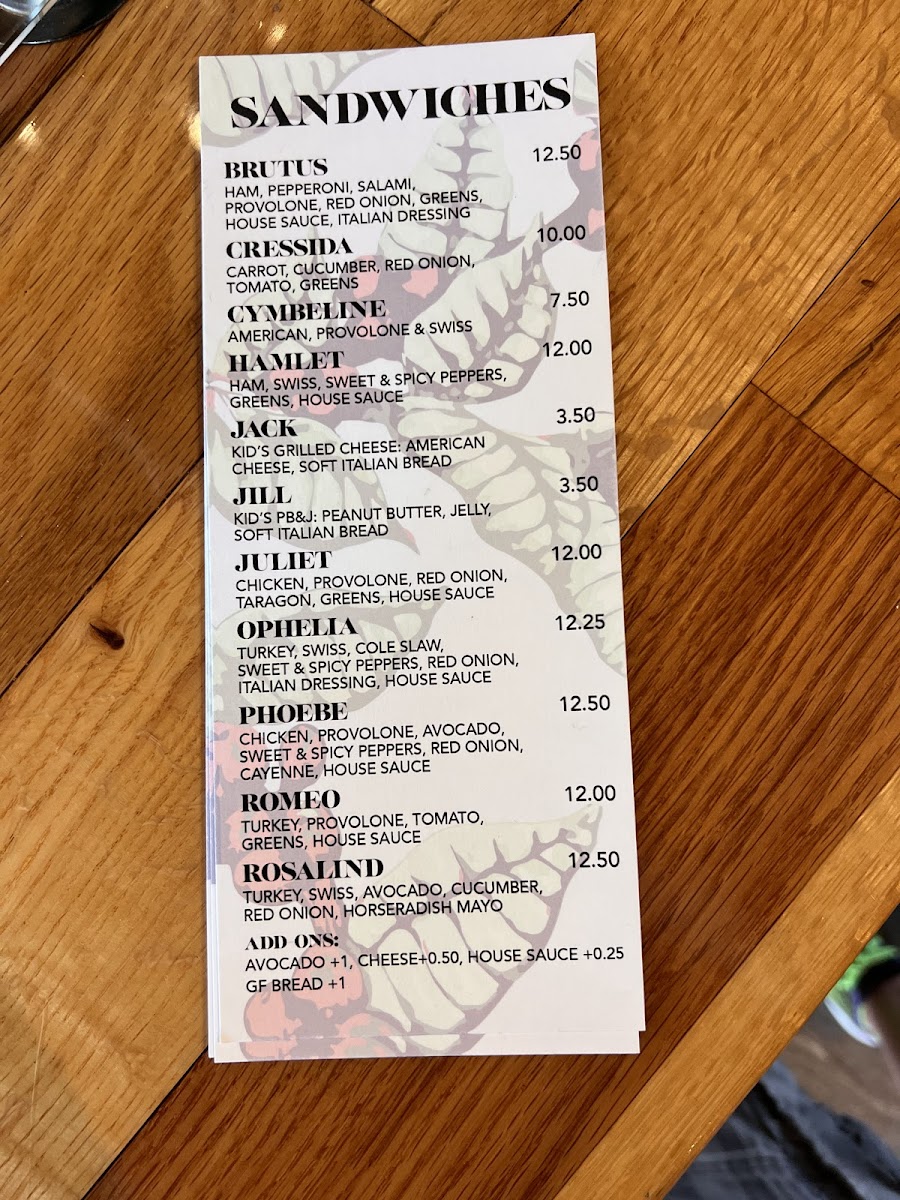 SANDWICHES
BRUTUS 12.50
HAM, PEPPERONI, SALAMI,
PROVOLONE, RED ONION, GREENS,
HOUSE SAUCE, ITALIAN DRESSING
CRESSIDA 10.00
CARROT, CUCUMBER, RED ONION,
TOMATO, GREENS
CYMBELINE 7.50
AMERICAN, PROVOLONE & SWISS
HAMLET 12.00
HAM, SWISS, SWEET & SPICY PEPPERS,
GREENS, HOUSE SAUCE
JACK 3.50
KID'S GRILLED CHEESE: AMERICAN
CHEESE, SOFT ITALIAN BREAD
JILL 3.50
KID'S PB&J: PEANUT BUTTER, JELLY,
SOFT ITALIAN BREAD
JULIET 12.00
CHICKEN, PROVOLONE, RED ONION,
TARAGON, GREENS, HOUSE SAUCE
OPHELIA 12.25
TURKEY, SWISS, COLE SLAW,
SWEET & SPICY PEPPERS, RED ONION,
ITALIAN DRESSING, HOUSE SAUCE
PHOEBE 12.50
CHICKEN, PROVOLONE, AVOCADO,
SWEET & SPICY PEPPERS, RED ONION,
CAYENNE, HOUSE SAUCE
ROMEO 12.00
TURKEY, PROVOLONE, TOMATO,
GREENS, HOUSE SAUCE
ROSALIND 12.50
TURKEY, SWISS, AVOCADO, CUCUMBER,
RED ONION, HORSERADISH MAYO
ADD ONS:
AVOCADO +1, CHEESE+0.50, HOUSE SAUCE +0.25
GF BREAD +1